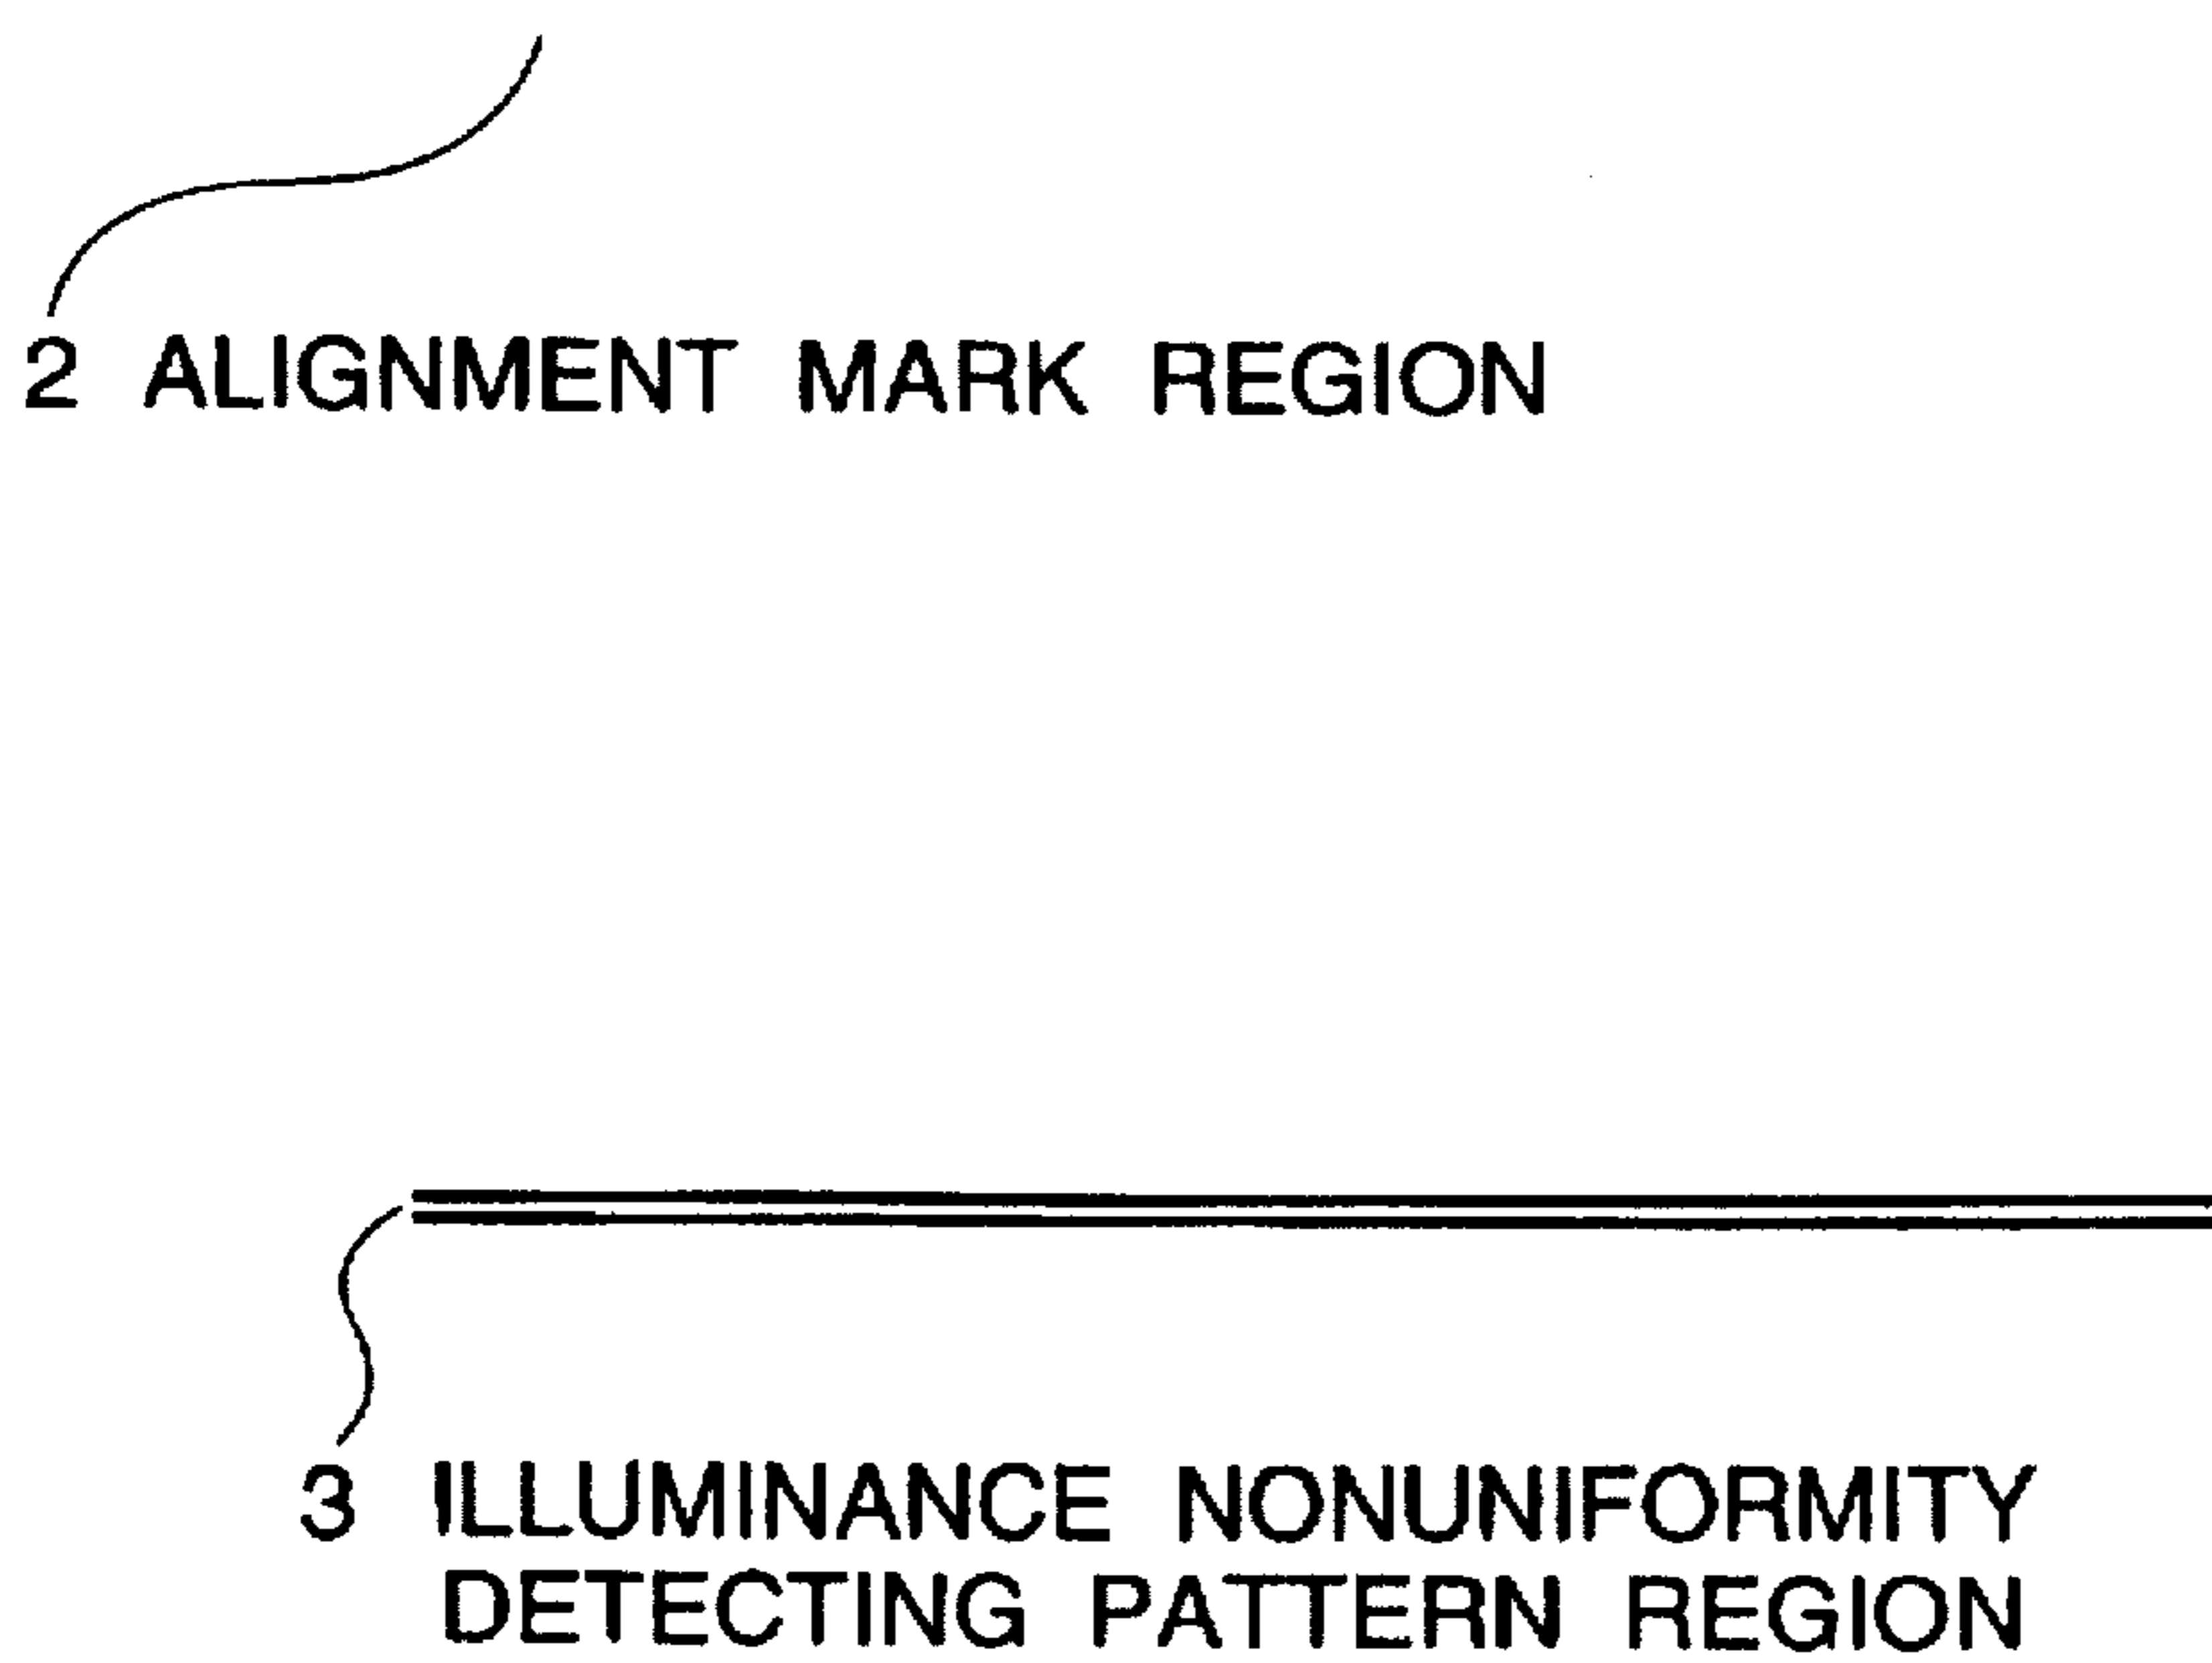 2 ALIGNMENT MARK REGION
3 ILLUMINANCE NONUNIFORMITY
DETECTING PATTERN REGION